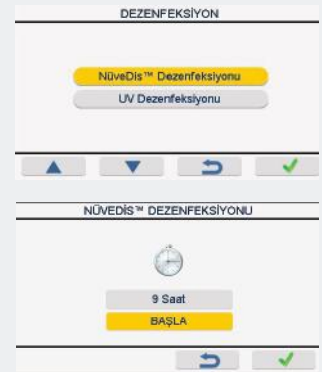 DEZENFEKSİYON
NüveDis™ Dezenfeksiyonu
UV Dezenfeksiyonu
NÜVEDİS™ DEZENFEKSİYONU
9 Saat
BAŞLA